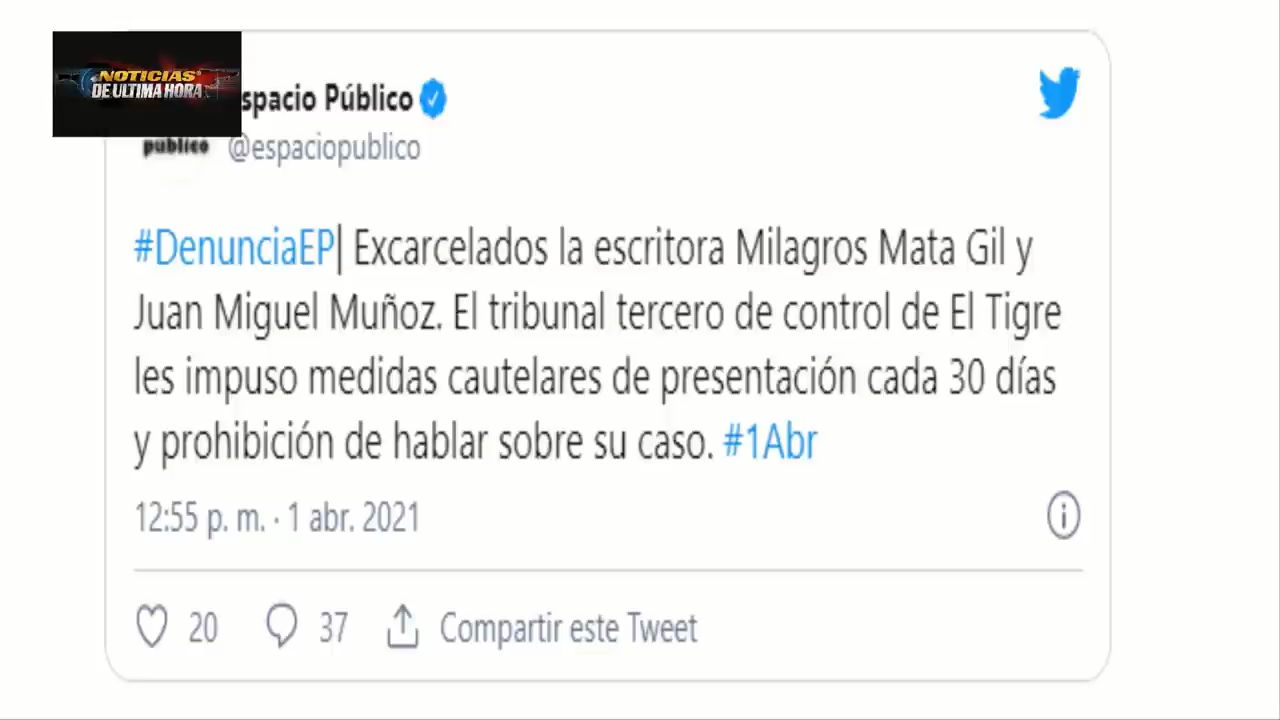 NOTICIAS
DE ULTIMA HORA
spacio Público
público @espaciopublico
#DenunciaEP| Excarcelados la escritora Milagros Mata Gil y
Juan Miguel Muñoz. El tribunal tercero de control de El Tigre
les impuso medidas cautelares de presentación cada 30 días
y prohibición de hablar sobre su caso. #1Abr
12:55 p. m. · 1 abr. 2021
20 37 Compartir este Tweet